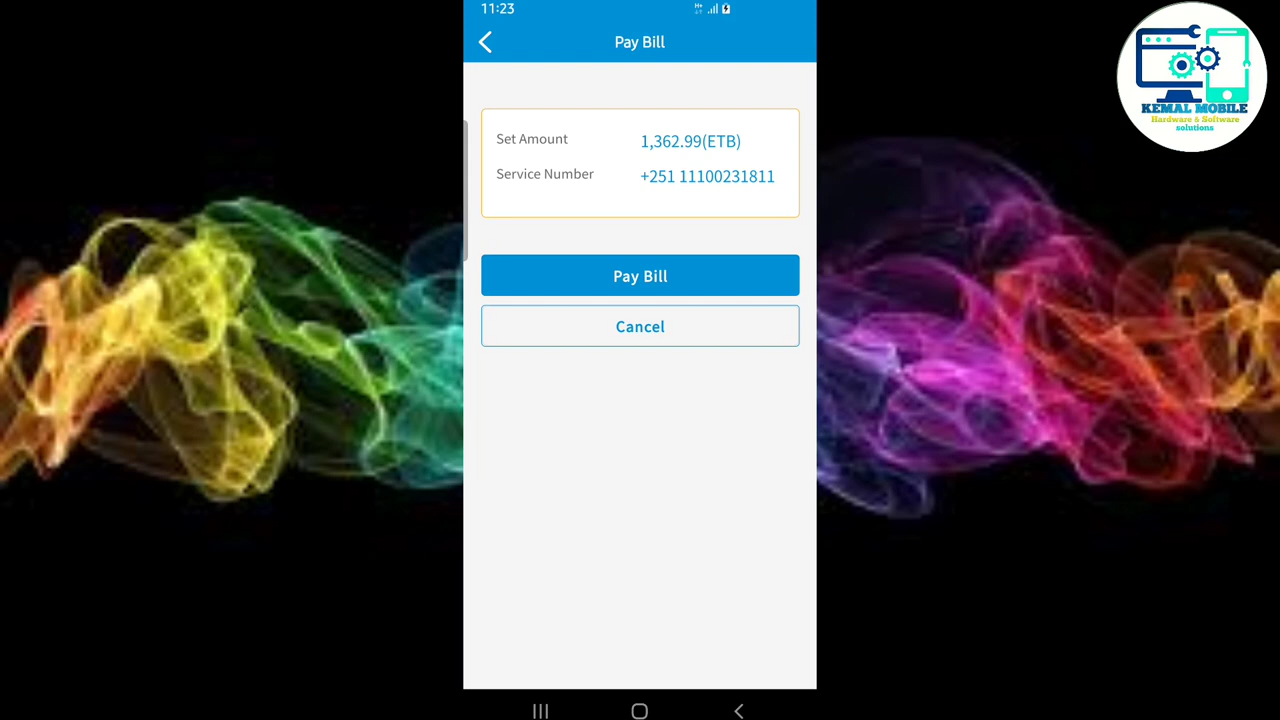 11:23
Pay Bill
Set Amount 1,362.99(ETB)
Service Number +251 11100231811
Pay Bill
Cancel
KEMAL MOBILE
Hardware & Software
solutions